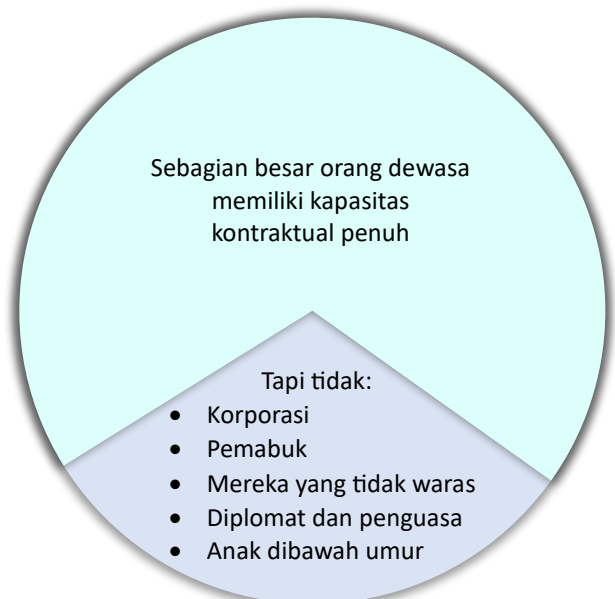 Sebagian besar orang dewasa
memiliki kapasitas
kontraktual penuh
Tapi tidak:
• Korporasi
• Pemabuk
• Mereka yang tidak waras
• Diplomat dan penguasa
• Anak dibawah umur